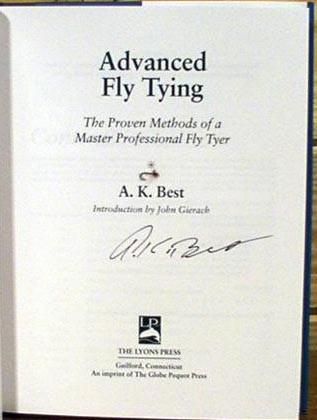 Advanced
Fly Tying
The Proven Methods of a
Master Professional Fly Tyer
A. K. Best
Introduction by John Gierach
A.K. Best
LP
THE LYONS PRESS
Guilford, Connecticut
An imprint of The Globe Pequot Press